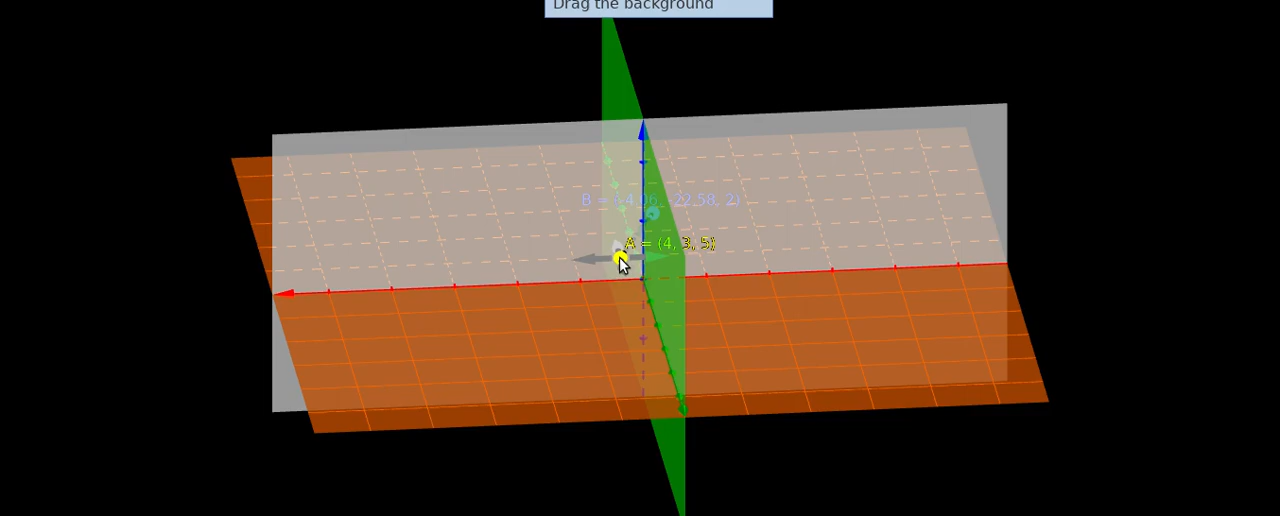 Drag the background
A = (4, 3, 5)